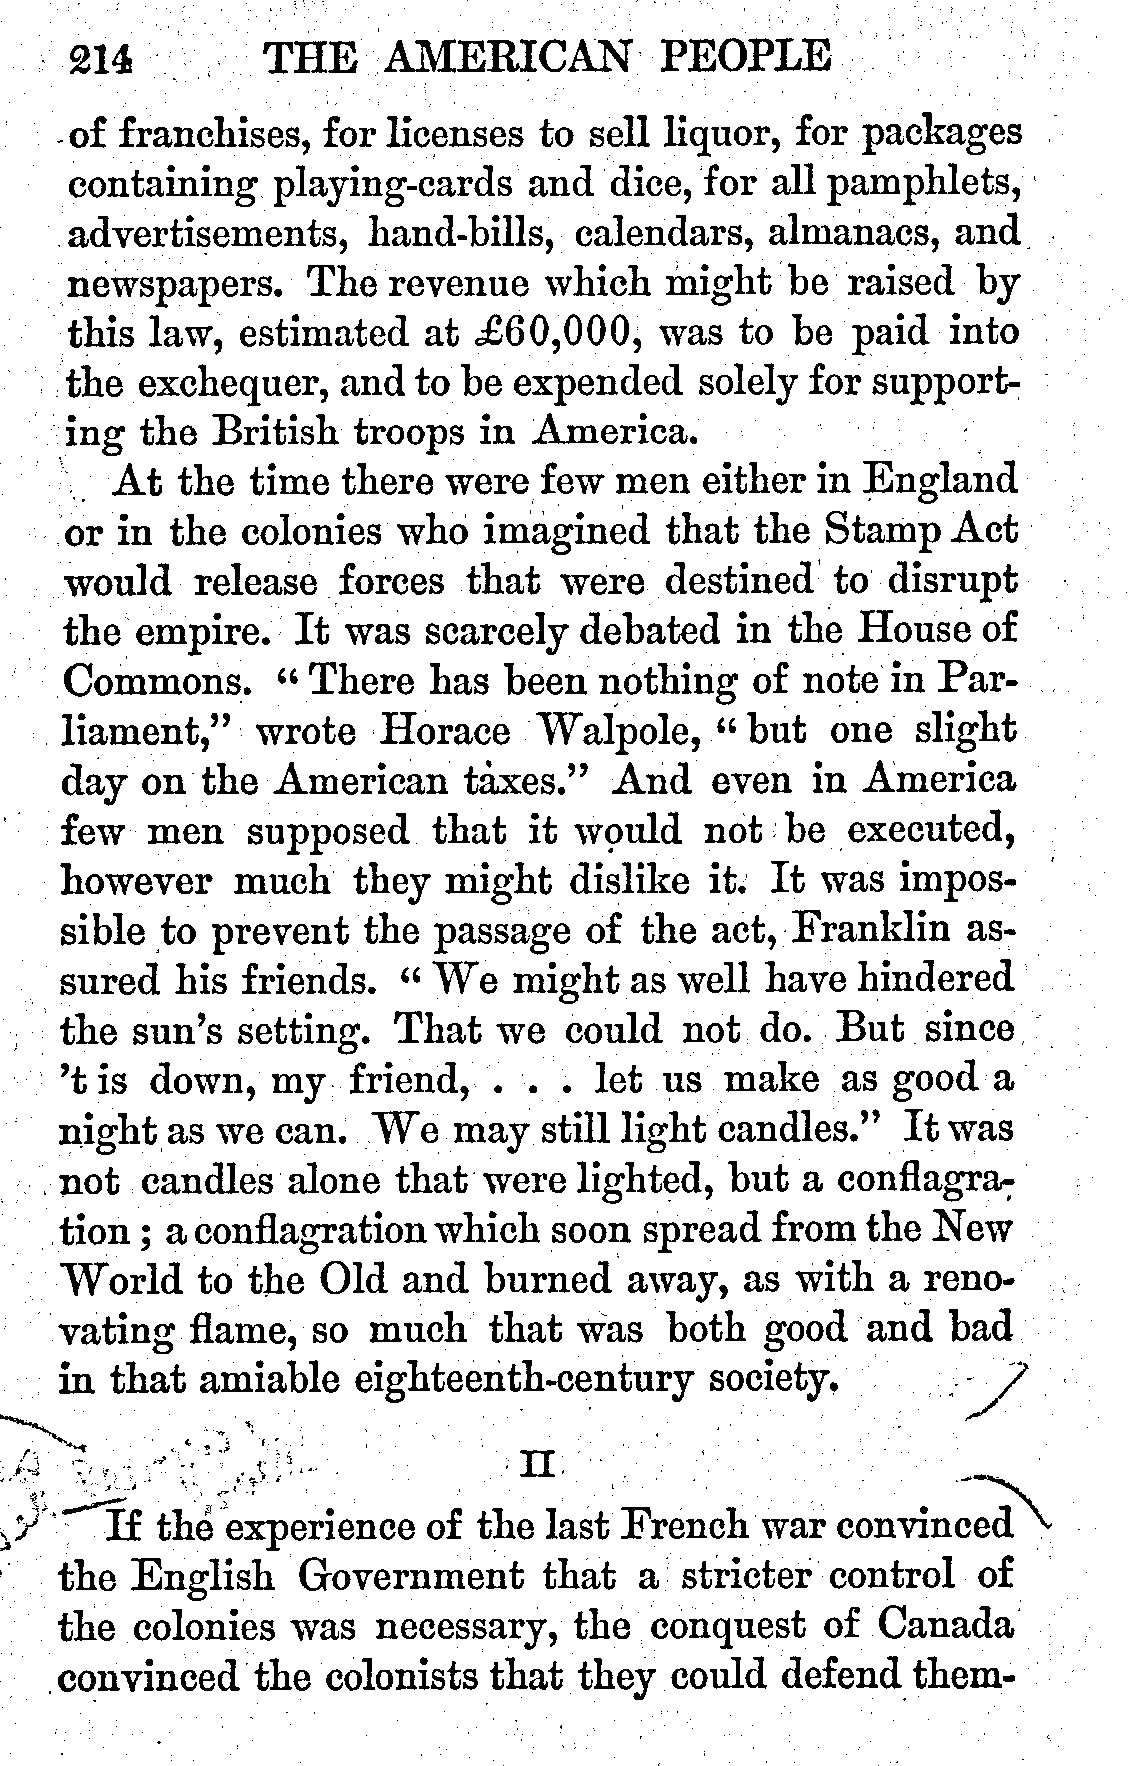 214 THE AMERICAN PEOPLE
of franchises, for licenses to sell liquor, for packages
containing playing-cards and dice, for all pamphlets,
advertisements, hand-bills, calendars, almanacs, and
newspapers. The revenue which might be raised by
this law, estimated at £60,000, was to be paid into
the exchequer, and to be expended solely for support-
ing the British troops in America.
At the time there were few men either in England
or in the colonies who imagined that the Stamp Act
would release forces that were destined to disrupt
the empire. It was scarcely debated in the House of
Commons. “There has been nothing of note in Par-
liament,” wrote Horace Walpole, “but one slight
day on the American taxes.” And even in America
few men supposed that it would not be executed,
however much they might dislike it. It was impos-
sible to prevent the passage of the act, Franklin as-
sured his friends. “We might as well have hindered
the sun’s setting. That we could not do. But since
’t is down, my friend, . . . let us make as good a
night as we can. We may still light candles.” It was
not candles alone that were lighted, but a conflagra-
tion; a conflagration which soon spread from the New
World to the Old and burned away, as with a reno-
vating flame, so much that was both good and bad
in that amiable eighteenth-century society.
II
If the experience of the last French war convinced
the English Government that a stricter control of
the colonies was necessary, the conquest of Canada
convinced the colonists that they could defend them-